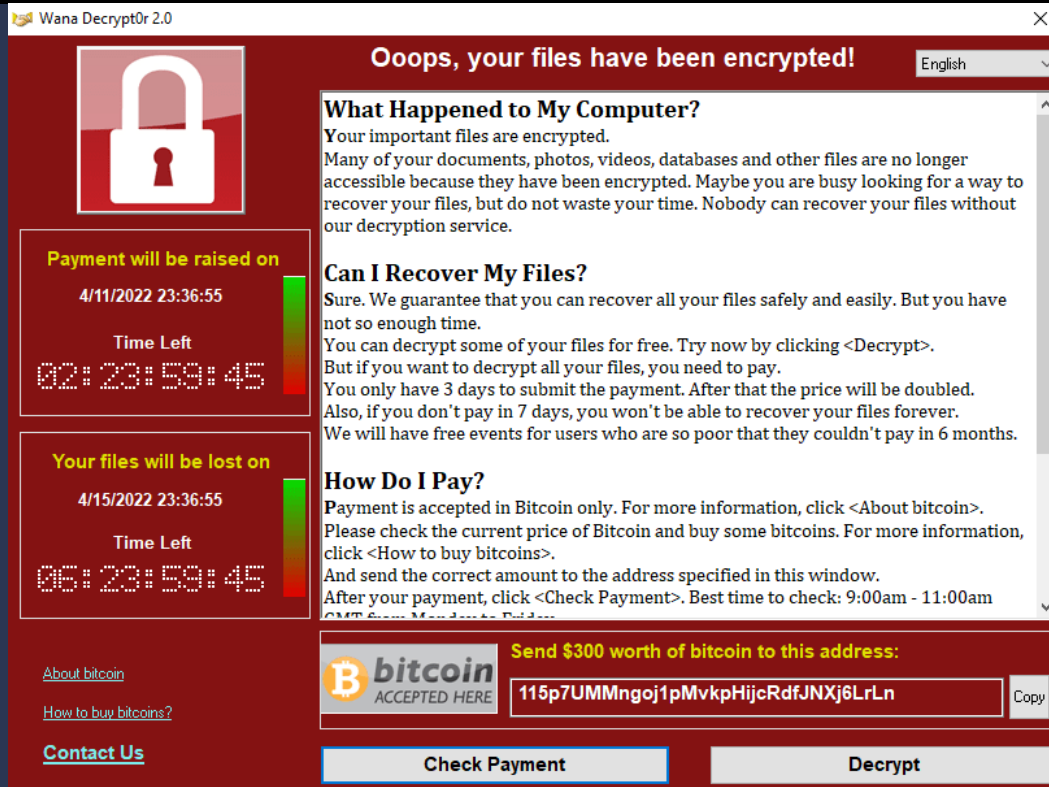 Wana Decrypt0r 2.0
Ooops, your files have been encrypted!
English
What Happened to My Computer?
Your important files are encrypted.
Many of your documents, photos, videos, databases and other files are no longer
accessible because they have been encrypted. Maybe you are busy looking for a way to
recover your files, but do not waste your time. Nobody can recover your files without
our decryption service.
Can I Recover My Files?
Sure. We guarantee that you can recover all your files safely and easily. But you have
not so enough time.
You can decrypt some of your files for free. Try now by clicking <Decrypt>.
But if you want to decrypt all your files, you need to pay.
You only have 3 days to submit the payment. After that the price will be doubled.
Also, if you don't pay in 7 days, you won't be able to recover your files forever.
We will have free events for users who are so poor that they couldn't pay in 6 months.
How Do I Pay?
Payment is accepted in Bitcoin only. For more information, click <About bitcoin>.
Please check the current price of Bitcoin and buy some bitcoins. For more information,
click <How to buy bitcoins>.
And send the correct amount to the address specified in this window.
After your payment, click <Check Payment>. Best time to check: 9:00am - 11:00am
GMT from Monday to Friday.
Payment will be raised on
4/11/2022 23:36:55
Time Left
02:23:59:45
Your files will be lost on
4/15/2022 23:36:55
Time Left
06:23:59:45
About bitcoin
How to buy bitcoins?
Contact Us
bitcoin
ACCEPTED HERE
Send $300 worth of bitcoin to this address:
115p7UMMngoj1pMvkpHijcRdfJNXj6LrLn
Copy
Check Payment
Decrypt